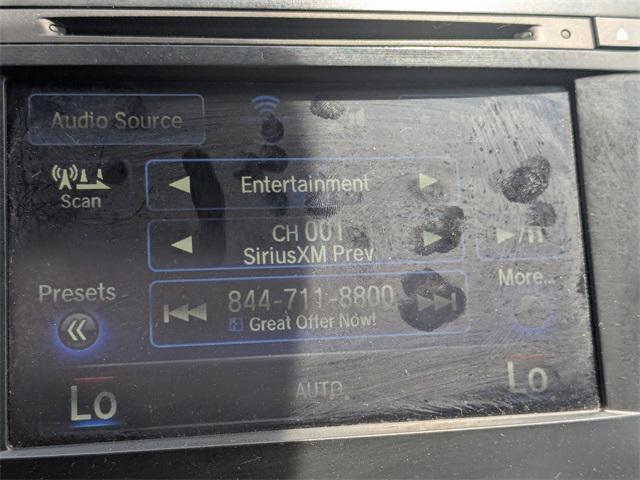 Audio Source
Scan
Entertainment
CH 001
SiriusXM Prev
Presets
844-711-8800
Great Offer Now!
More...
Lo
AUTO
Lo